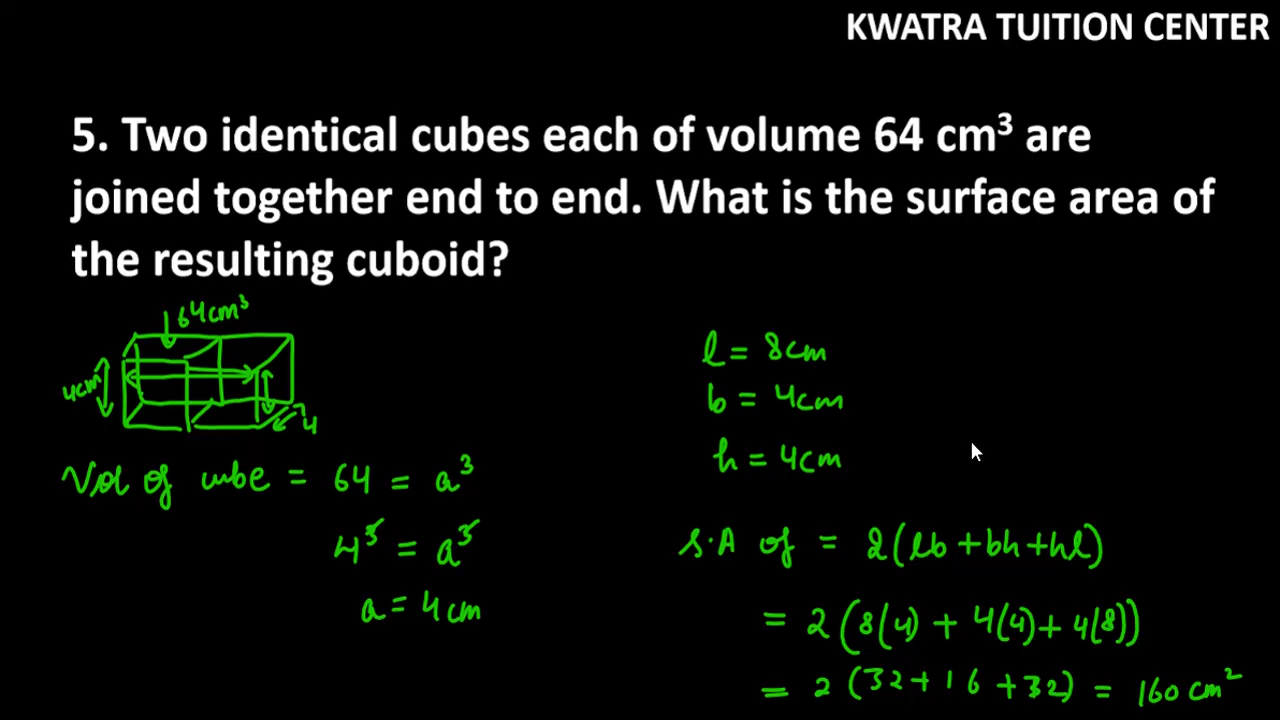 KWATRA TUITION CENTER
5. Two identical cubes each of volume 64 cm³ are
joined together end to end. What is the surface area of
the resulting cuboid?
64cm³
4cm
4
Vol of cube = 64 = a³
4³ = a³
a = 4cm
l = 8cm
b = 4cm
h = 4cm
S.A of = 2(lb+bh+hl)
= 2(8(4) + 4(4)+ 4(8))
= 2 (32+16+32) = 160 cm²